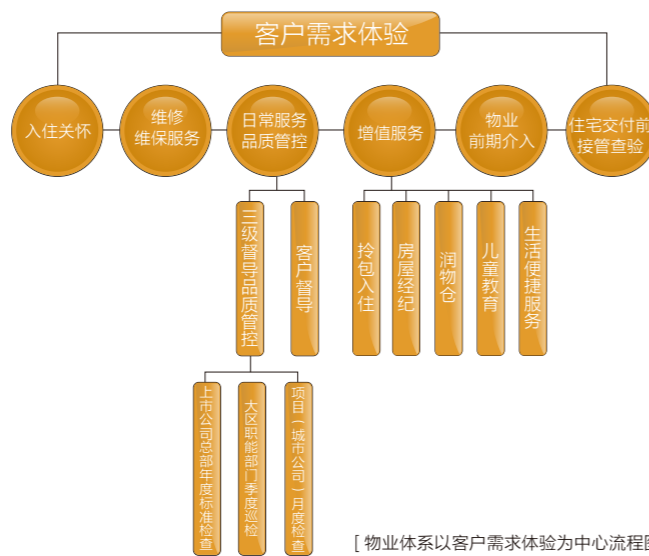 客户需求体验
入住关怀
维修
维保服务
日常服务
品质管控
增值服务
物业
前期介入
住宅交付前
接管查验
三级督导品质管控
客户督导
拎包入住
房屋经纪
润物仓
儿童教育
生活便捷服务
上市公司总部年度标准检查
大区职能部门季度巡检
项目（城市公司）月度检查
[ 物业体系以客户需求体验为中心流程图